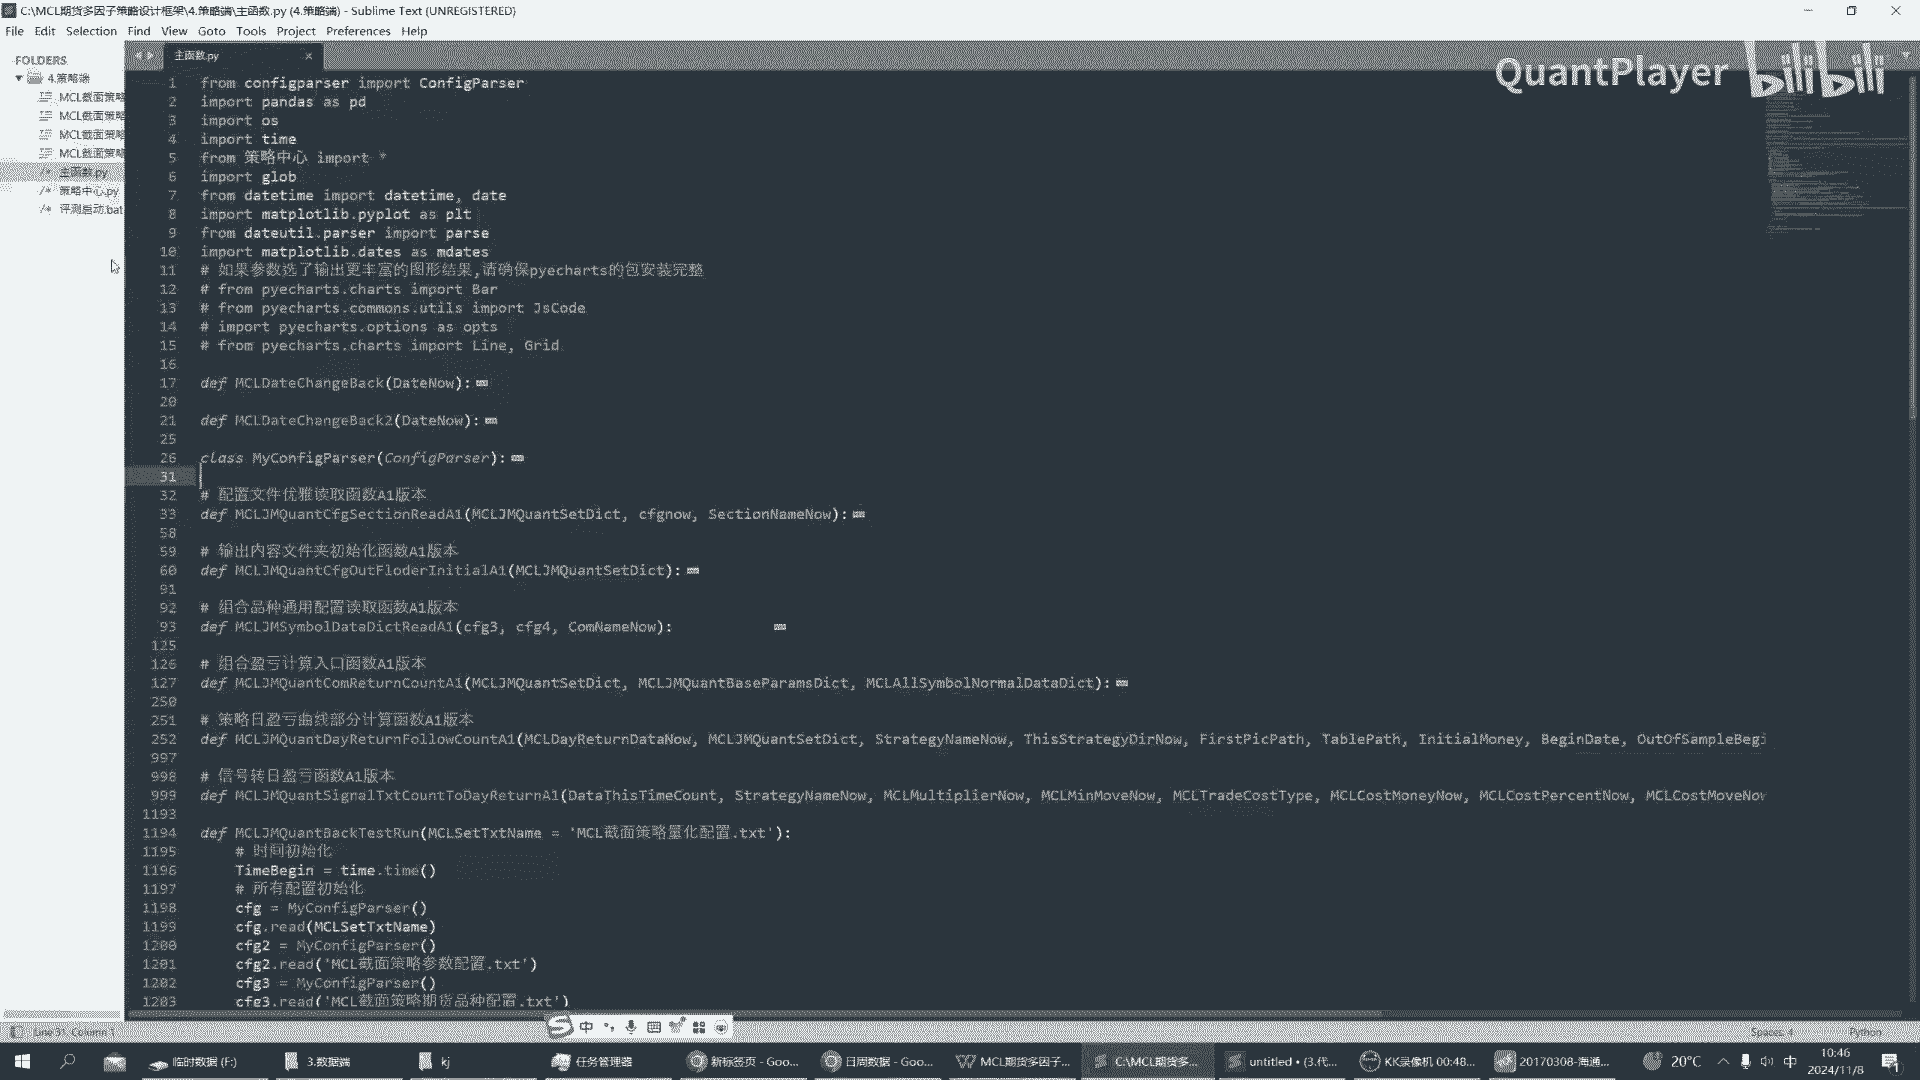 C:\MCL期货多因子策略设计框架\4.策略端\主函数.py (4.策略端) - Sublime Text (UNREGISTERED)
File Edit Selection Find View Goto Tools Project Preferences Help
FOLDERS
4.策略端
MCL截面策略
MCL截面策略
MCL截面策略
MCL截面策略
主函数.py
策略中心.py
评测启动.bat
主函数.py
QuantPlayer bilibili
1 from configparser import ConfigParser
2 import pandas as pd
3 import os
4 import time
5 from 策略中心 import *
6 import glob
7 from datetime import datetime, date
8 import matplotlib.pyplot as plt
9 from dateutil.parser import parse
10 import matplotlib.dates as mdates
11 # 如果参数选了输出更丰富的图形结果,请确保pyecharts的包安装完整
12 # from pyecharts.charts import Bar
13 # from pyecharts.commons.utils import JsCode
14 # import pyecharts.options as opts
15 # from pyecharts.charts import Line, Grid
16
17 def MCLDateChangeBack(DateNow):
20
21 def MCLDateChangeBack2(DateNow):
25
26 class MyConfigParser(ConfigParser):
31
32 # 配置文件优雅读取函数A1版本
33 def MCLJMQuantCfgSectionReadA1(MCLJMQuantSetDict, cfgnow, SectionNameNow):
58
59 # 输出内容文件夹初始化函数A1版本
60 def MCLJMQuantCfgOutFloderInitialA1(MCLJMQuantSetDict):
91
92 # 组合品种通用配置读取函数A1版本
93 def MCLJMSymbolDataDictReadA1(cfg3, cfg4, ComNameNow):
125
126 # 组合盈亏计算入口函数A1版本
127 def MCLJMQuantComReturnCountA1(MCLJMQuantSetDict, MCLJMQuantBaseParamsDict, MCLAllSymbolNormalDataDict):
250
251 # 策略日盈亏曲线部分计算函数A1版本
252 def MCLJMQuantDayReturnFollowCountA1(MCLDayReturnDataNow, MCLJMQuantSetDict, StrategyNameNow, ThisStrategyDirNow, FirstPicPath, TablePath, InitialMoney, BeginDate, OutOfSampleBegi
997
998 # 信号转日盈亏函数A1版本
999 def MCLJMQuantSignalTxtCountToDayReturnA1(DataThisTimeCount, StrategyNameNow, MCLMultiplierNow, MCLMinMoveNow, MCLTradeCostType, MCLCostMoneyNow, MCLCostPercentNow, MCLCostMoveNow
1193
1194 def MCLJMQuantBackTestRun(MCLSetTxtName = 'MCL截面策略量化配置.txt'):
1195 # 时间初始化
1196 TimeBegin = time.time()
1197 # 所有配置初始化
1198 cfg = MyConfigParser()
1199 cfg.read(MCLSetTxtName)
1200 cfg2 = MyConfigParser()
1201 cfg2.read('MCL截面策略参数配置.txt')
1202 cfg3 = MyConfigParser()
1203 cfg3.read('MCL截面策略期货品种配置.txt')
Line 31, Column 1
Spaces: 4 Python
中
临时数据 (F:) 3.数据端 kj 任务管理器 新标签页 - Goo... 日周数据 - Goo... MCL期货多因子... C:\MCL期货多... untitled • (3.代... KK录像机 00:48... 20170308-海通... 20°C 中 10:46
2024/11/8